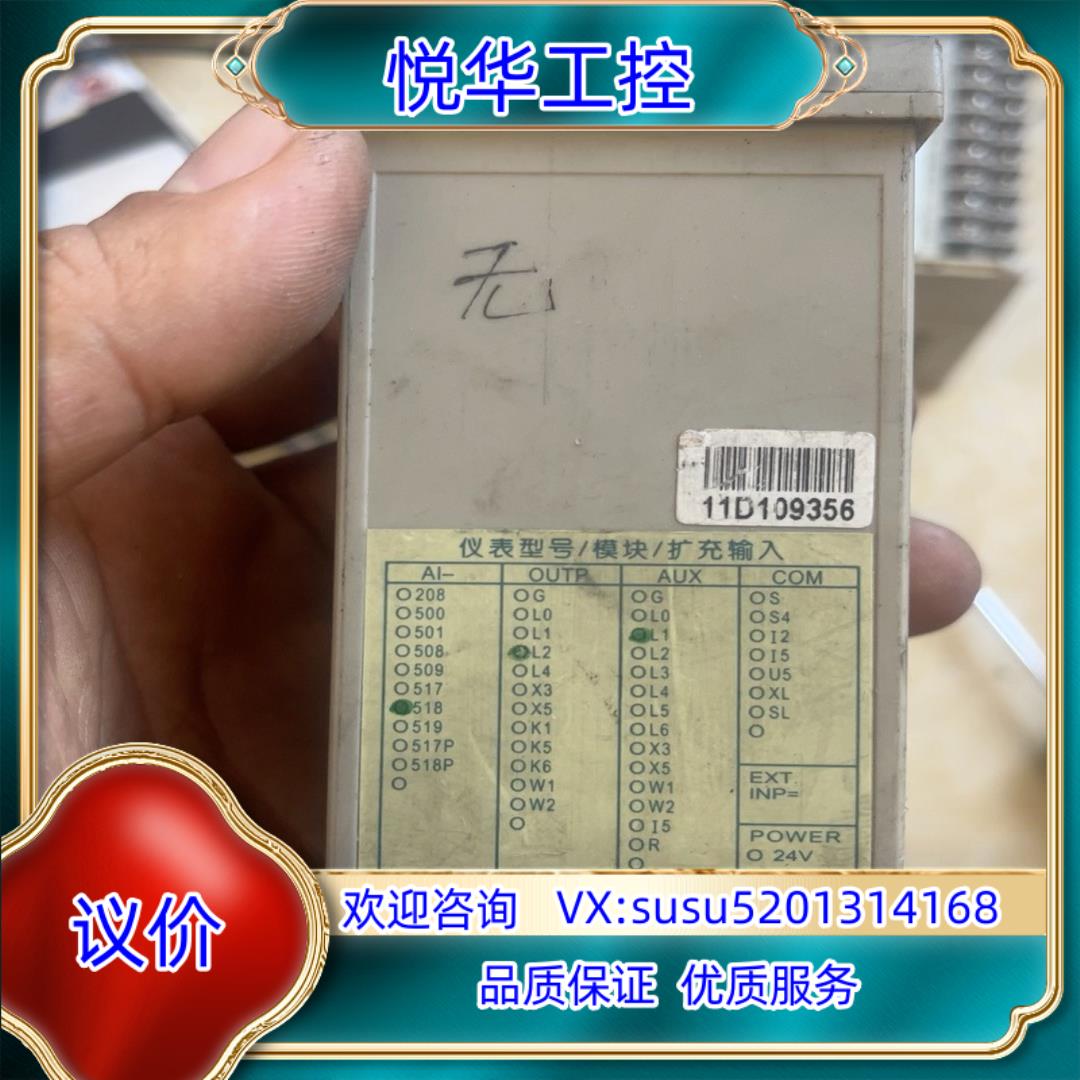 悦华工控
无
11D109356
仪表型号/模块/扩充输入
AI- OUTP AUX COM
208 G G S
500 L0 L0 S4
501 L1 L1 I2
508 L2 L2 I5
509 L4 L3 U5
517 X3 L4 XL
518 X5 L5 SL
519 K1 L6
517P K5 X3
518P K6 X5
W1 W1
W2 W2
I5
R
EXT.
INP=
POWER
24V
议价
欢迎咨询 VX:susu5201314168
品质保证 优质服务